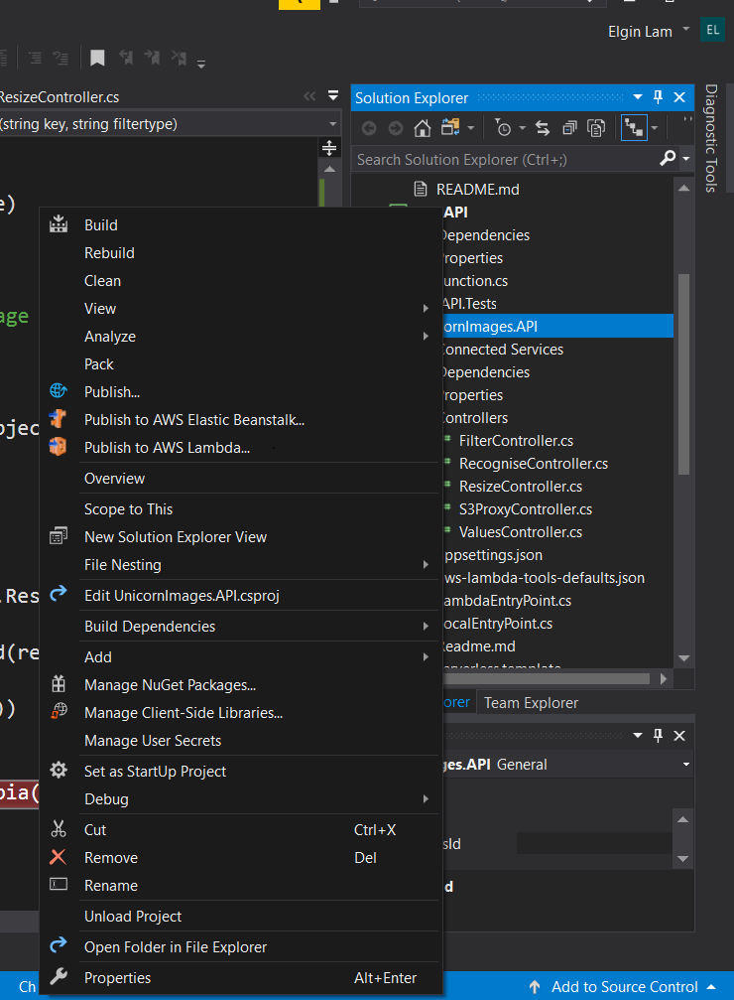 Elgin Lam
EL
ResizeController.cs
Solution Explorer
(string key, string filtertype)
Diagnostic Tools
Search Solution Explorer (Ctrl+;)
README.md
e)
API
Dependencies
Properties
unction.cs
API.Tests
age
ornImages.API
Connected Services
Dependencies
Properties
Controllers
FilterController.cs
RecogniseController.cs
ResizeController.cs
S3ProxyController.cs
ValuesController.cs
ppsettings.json
ws-lambda-tools-defaults.json
ambdaEntryPoint.cs
ocalEntryPoint.cs
Readme.md
serverless.template
bjec
.Res
d(re
))
pia(
Build
Rebuild
Clean
View
Analyze
Pack
Publish...
Publish to AWS Elastic Beanstalk...
Publish to AWS Lambda...
Overview
Scope to This
New Solution Explorer View
File Nesting
Edit UnicornImages.API.csproj
Build Dependencies
Add
Manage NuGet Packages...
Manage Client-Side Libraries...
Manage User Secrets
Set as StartUp Project
Debug
Cut Ctrl+X
Remove Del
Rename
Unload Project
Open Folder in File Explorer
Properties Alt+Enter
orer
Team Explorer
ges.API General
sId
d
Ch
Add to Source Control